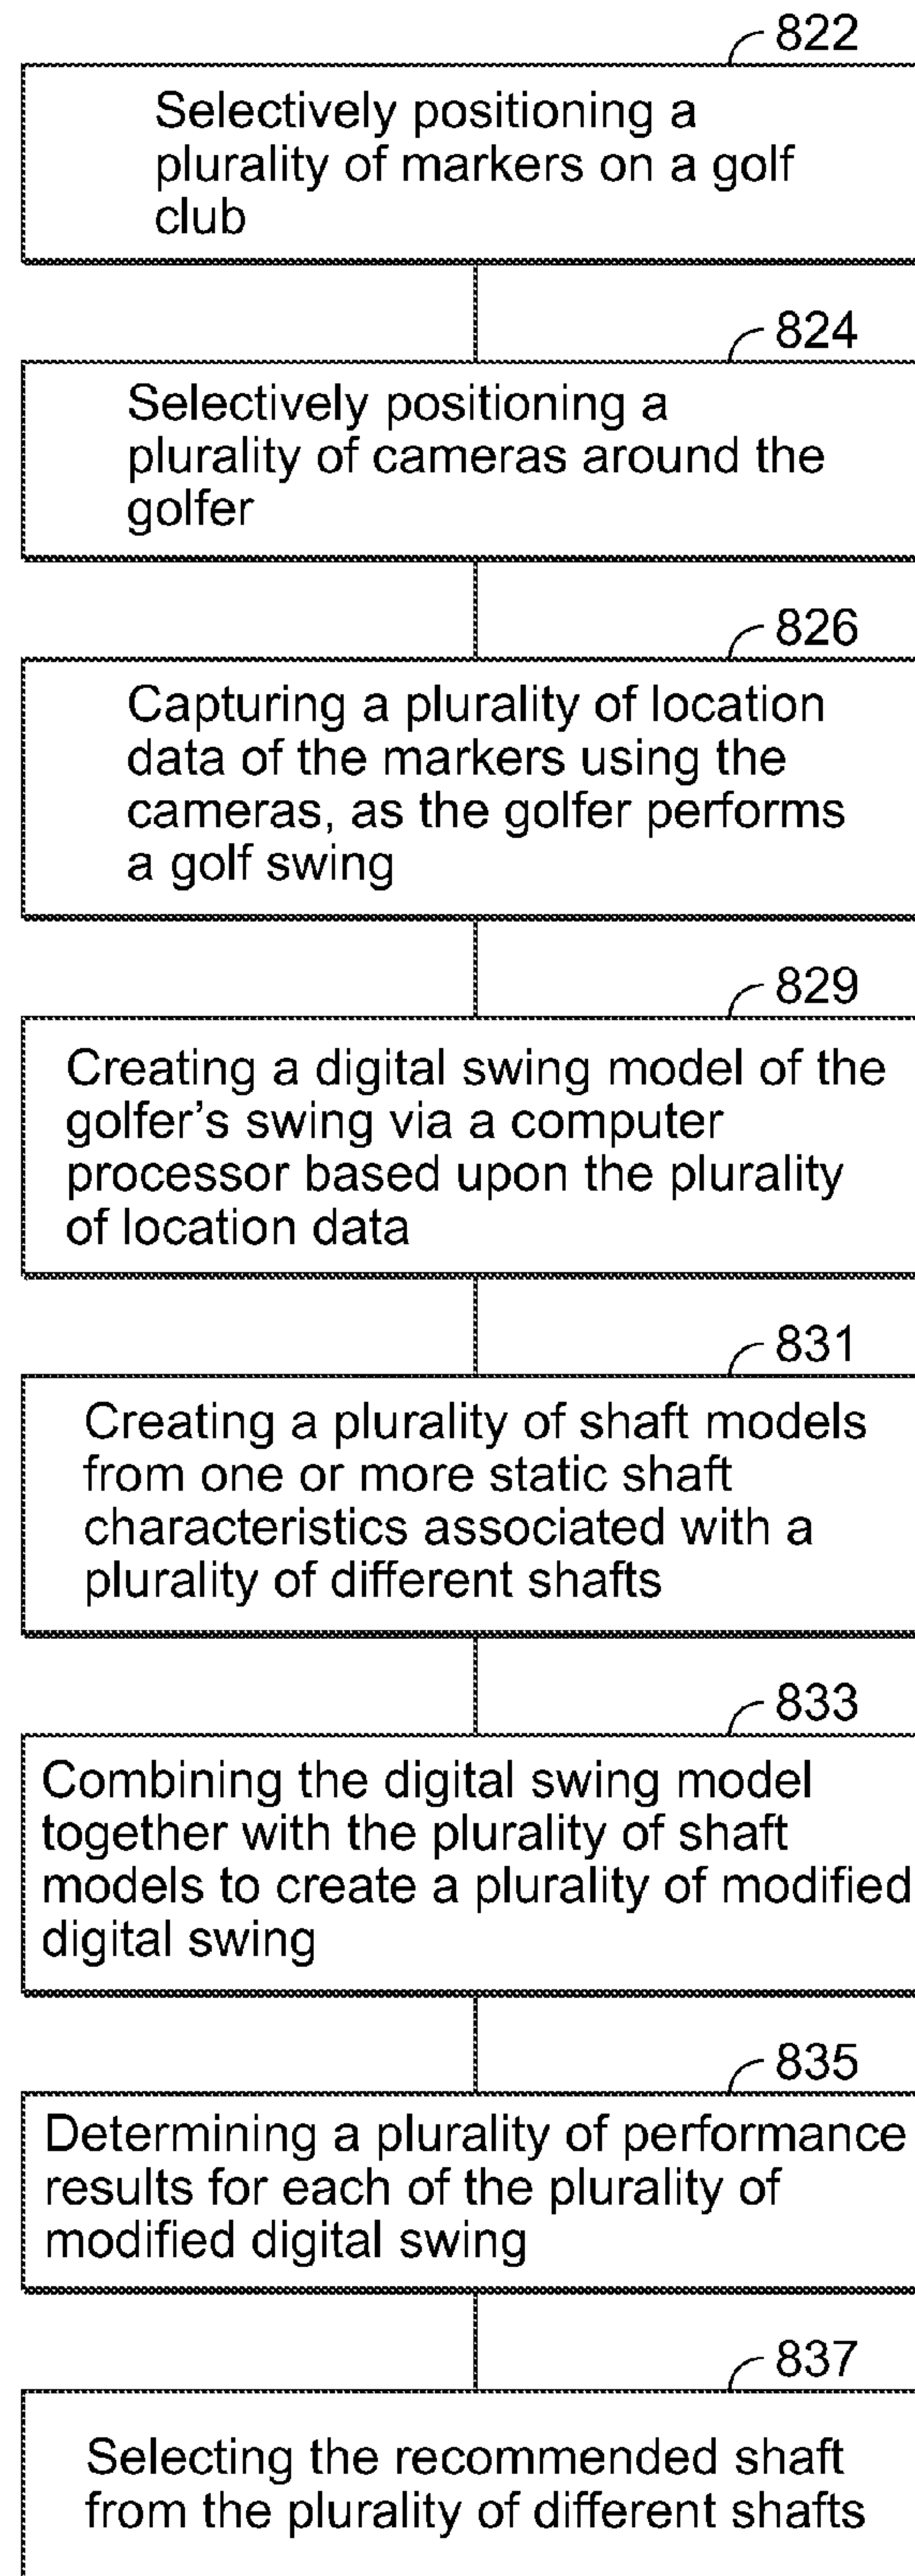 822
Selectively positioning a
plurality of markers on a golf
club
824
Selectively positioning a
plurality of cameras around the
golfer
826
Capturing a plurality of location
data of the markers using the
cameras, as the golfer performs
a golf swing
829
Creating a digital swing model of the
golfer's swing via a computer
processor based upon the plurality
of location data
831
Creating a plurality of shaft models
from one or more static shaft
characteristics associated with a
plurality of different shafts
833
Combining the digital swing model
together with the plurality of shaft
models to create a plurality of modified
digital swing
835
Determining a plurality of performance
results for each of the plurality of
modified digital swing
837
Selecting the recommended shaft
from the plurality of different shafts